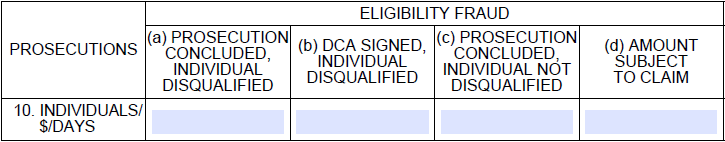 ELIGIBILITY FRAUD
PROSECUTIONS
(a) PROSECUTION
CONCLUDED,
INDIVIDUAL
DISQUALIFIED
(b) DCA SIGNED,
INDIVIDUAL
DISQUALIFIED
(c) PROSECUTION
CONCLUDED,
INDIVIDUAL NOT
DISQUALIFIED
(d) AMOUNT
SUBJECT
TO CLAIM
10. INDIVIDUALS/
$/DAYS